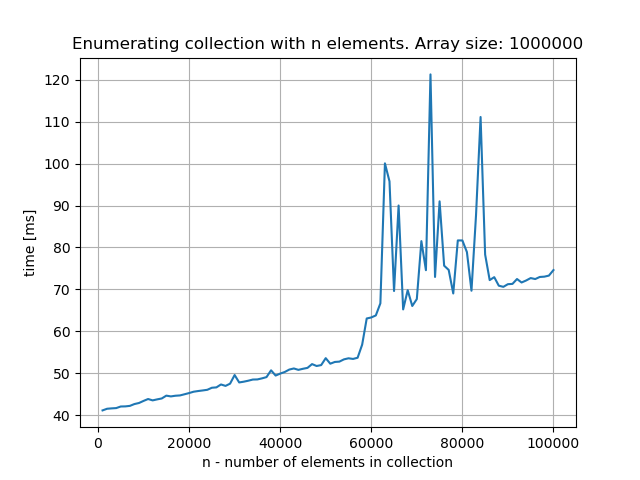 Enumerating collection with n elements. Array size: 1000000
120
110
100
90
80
70
60
50
40
time [ms]
0 20000 40000 60000 80000 100000
n - number of elements in collection